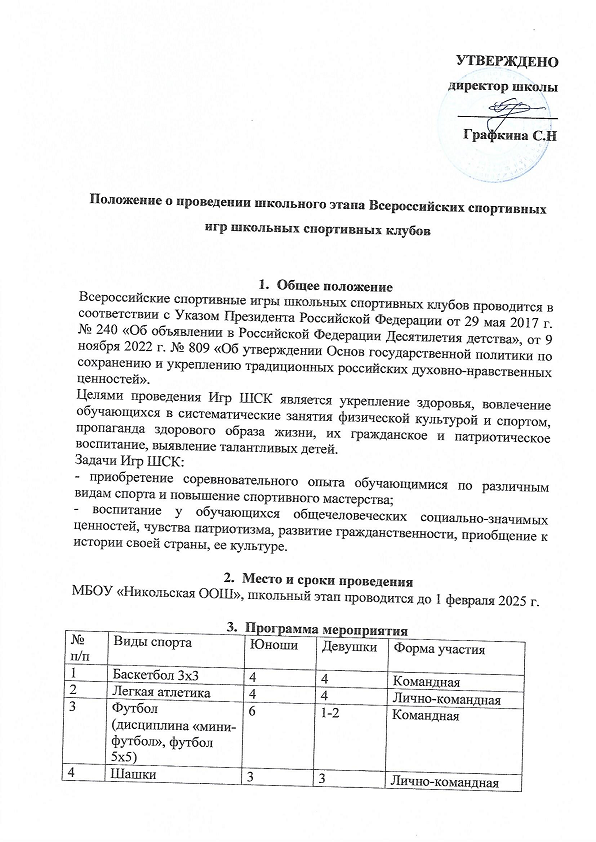 УТВЕРЖДЕНО
директор школы
Графкина С.Н
Положение о проведении школьного этапа Всероссийских спортивных
игр школьных спортивных клубов
1. Общее положение
Всероссийские спортивные игры школьных спортивных клубов проводится в
соответствии с Указом Президента Российской Федерации от 29 мая 2017 г.
№ 240 «Об объявлении в Российской Федерации Десятилетия детства», от 9
ноября 2022 г. № 809 «Об утверждении Основ государственной политики по
сохранению и укреплению традиционных российских духовно-нравственных
ценностей».
Целями проведения Игр ШСК является укрепление здоровья, вовлечение
обучающихся в систематические занятия физической культурой и спортом,
пропаганда здорового образа жизни, их гражданское и патриотическое
воспитание, выявление талантливых детей.
Задачи Игр ШСК:
- приобретение соревновательного опыта обучающимися по различным
видам спорта и повышение спортивного мастерства;
- воспитание у обучающихся общечеловеческих социально-значимых
ценностей, чувства патриотизма, развитие гражданственности, приобщение к
истории своей страны, ее культуре.
2. Место и сроки проведения
МБОУ «Никольская ООШ», школьный этап проводится до 1 февраля 2025 г.
3. Программа мероприятия
№ Виды спорта Юноши Девушки Форма участия
п/п
1 Баскетбол 3х3 4 4 Командная
2 Легкая атлетика 4 4 Лично-командная
3 Футбол 6 1-2 Командная
(дисциплина «мини-
футбол», футбол
5х5)
4 Шашки 3 3 Лично-командная